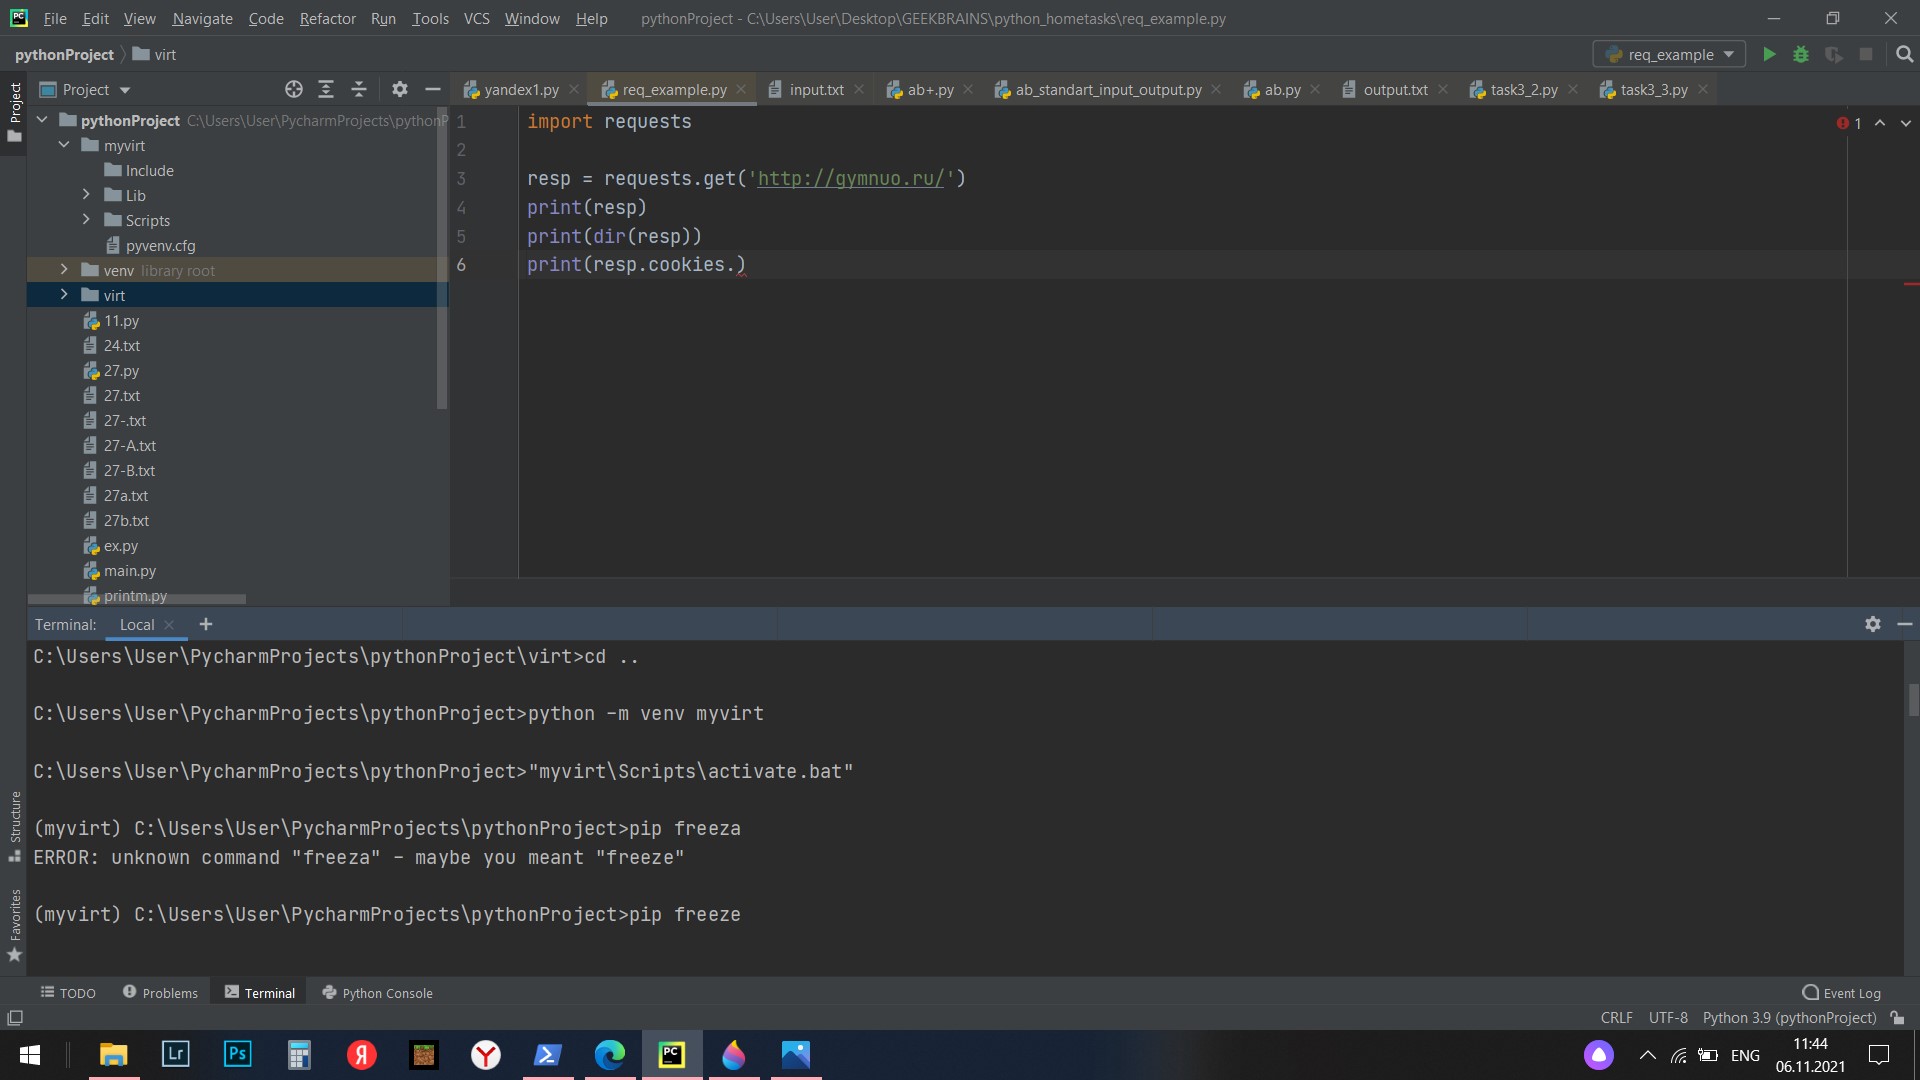 File Edit View Navigate Code Refactor Run Tools VCS Window Help pythonProject - C:\Users\User\Desktop\GEEKBRAINS\python_hometasks\req_example.py
pythonProject virt req_example
Project yandex1.py req_example.py input.txt ab+.py ab_standart_input_output.py ab.py output.txt task3_2.py task3_3.py
Project
pythonProject C:\Users\User\PycharmProjects\pythonP
myvirt
Include
Lib
Scripts
pyvenv.cfg
venv library root
virt
11.py
24.txt
27.py
27.txt
27-.txt
27-A.txt
27-B.txt
27a.txt
27b.txt
ex.py
main.py
printm.py
1 import requests
2
3 resp = requests.get('http://gymnuo.ru/')
4 print(resp)
5 print(dir(resp))
6 print(resp.cookies.)
1
Terminal: Local +
C:\Users\User\PycharmProjects\pythonProject\virt>cd ..
C:\Users\User\PycharmProjects\pythonProject>python -m venv myvirt
C:\Users\User\PycharmProjects\pythonProject>"myvirt\Scripts\activate.bat"
(myvirt) C:\Users\User\PycharmProjects\pythonProject>pip freeza
ERROR: unknown command "freeza" - maybe you meant "freeze"
(myvirt) C:\Users\User\PycharmProjects\pythonProject>pip freeze
Structure
Favorites
TODO Problems Terminal Python Console Event Log
CRLF UTF-8 Python 3.9 (pythonProject)
Lr Ps Я Y PC ENG
11:44
06.11.2021